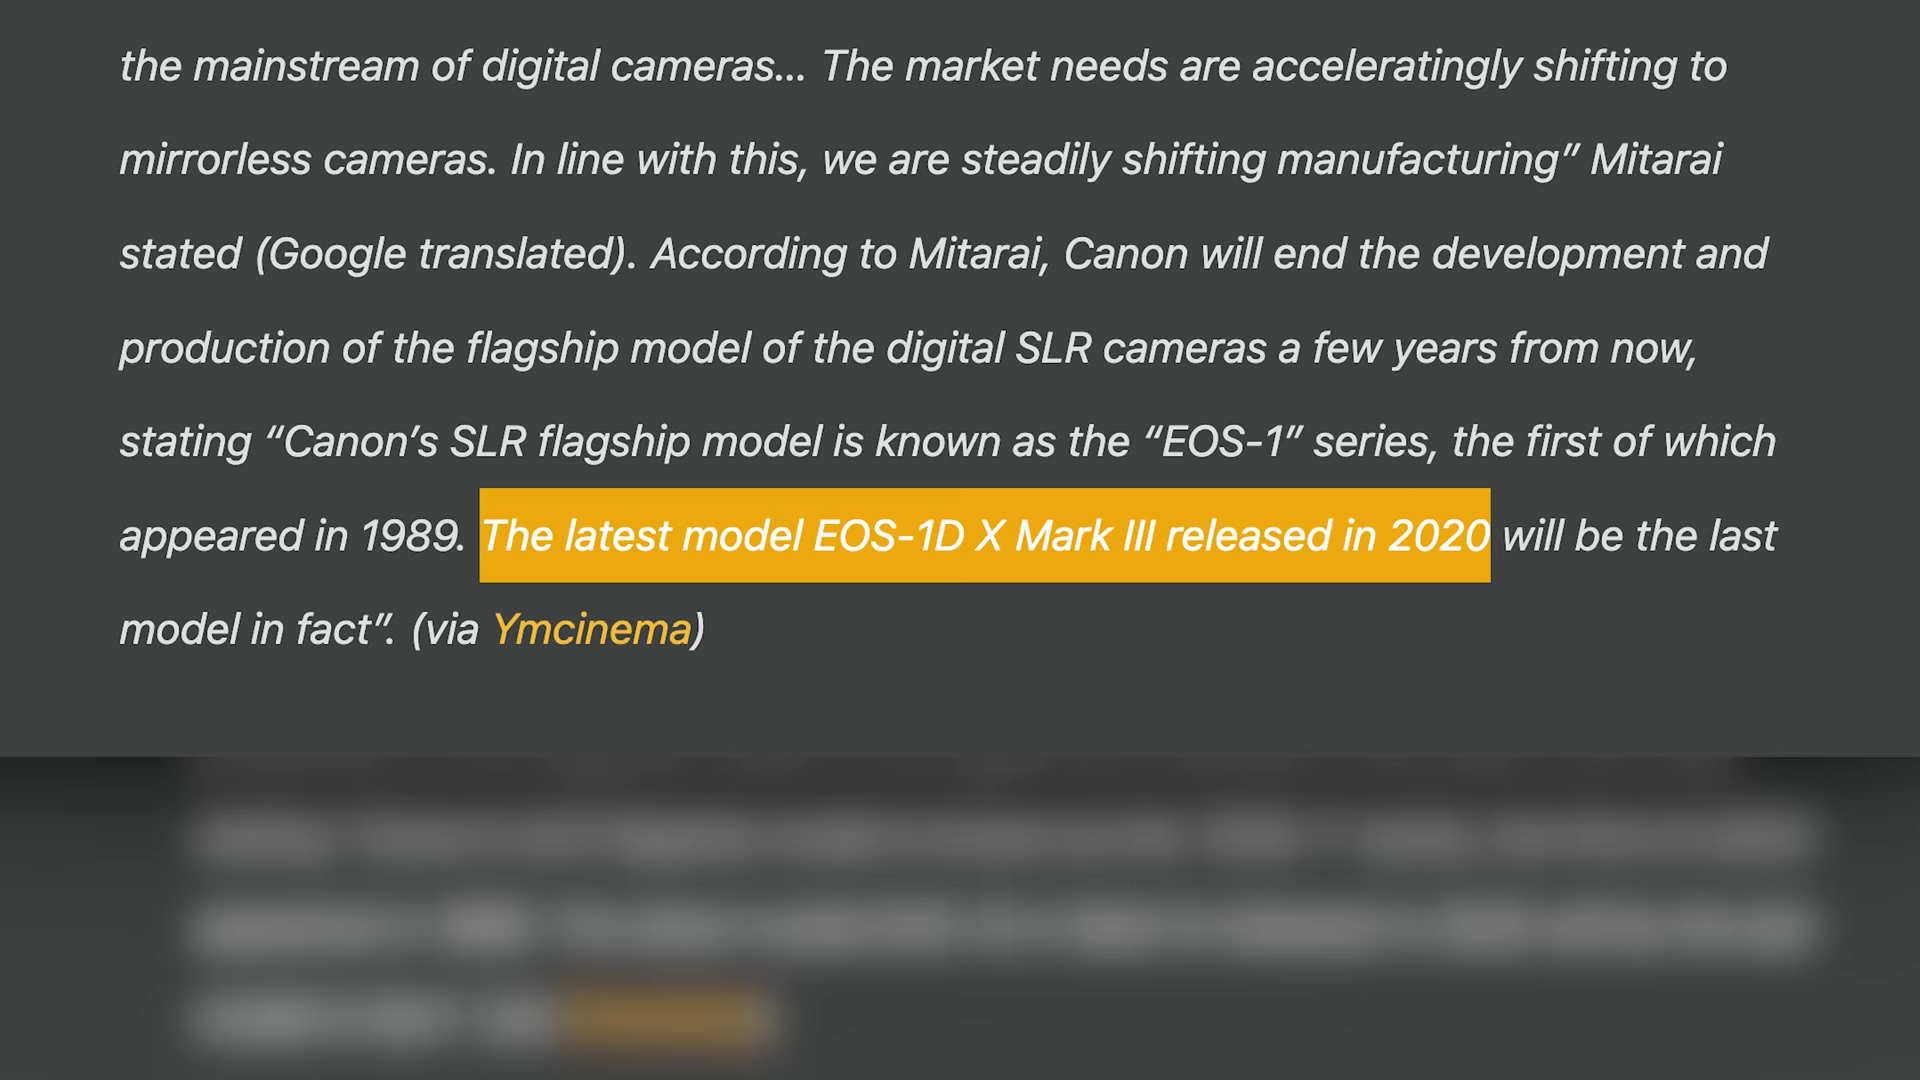 the mainstream of digital cameras... The market needs are acceleratingly shifting to
mirrorless cameras. In line with this, we are steadily shifting manufacturing” Mitarai
stated (Google translated). According to Mitarai, Canon will end the development and
production of the flagship model of the digital SLR cameras a few years from now,
stating “Canon’s SLR flagship model is known as the “EOS-1” series, the first of which
appeared in 1989. The latest model EOS-1D X Mark III released in 2020 will be the last
model in fact”. (via Ymcinema)